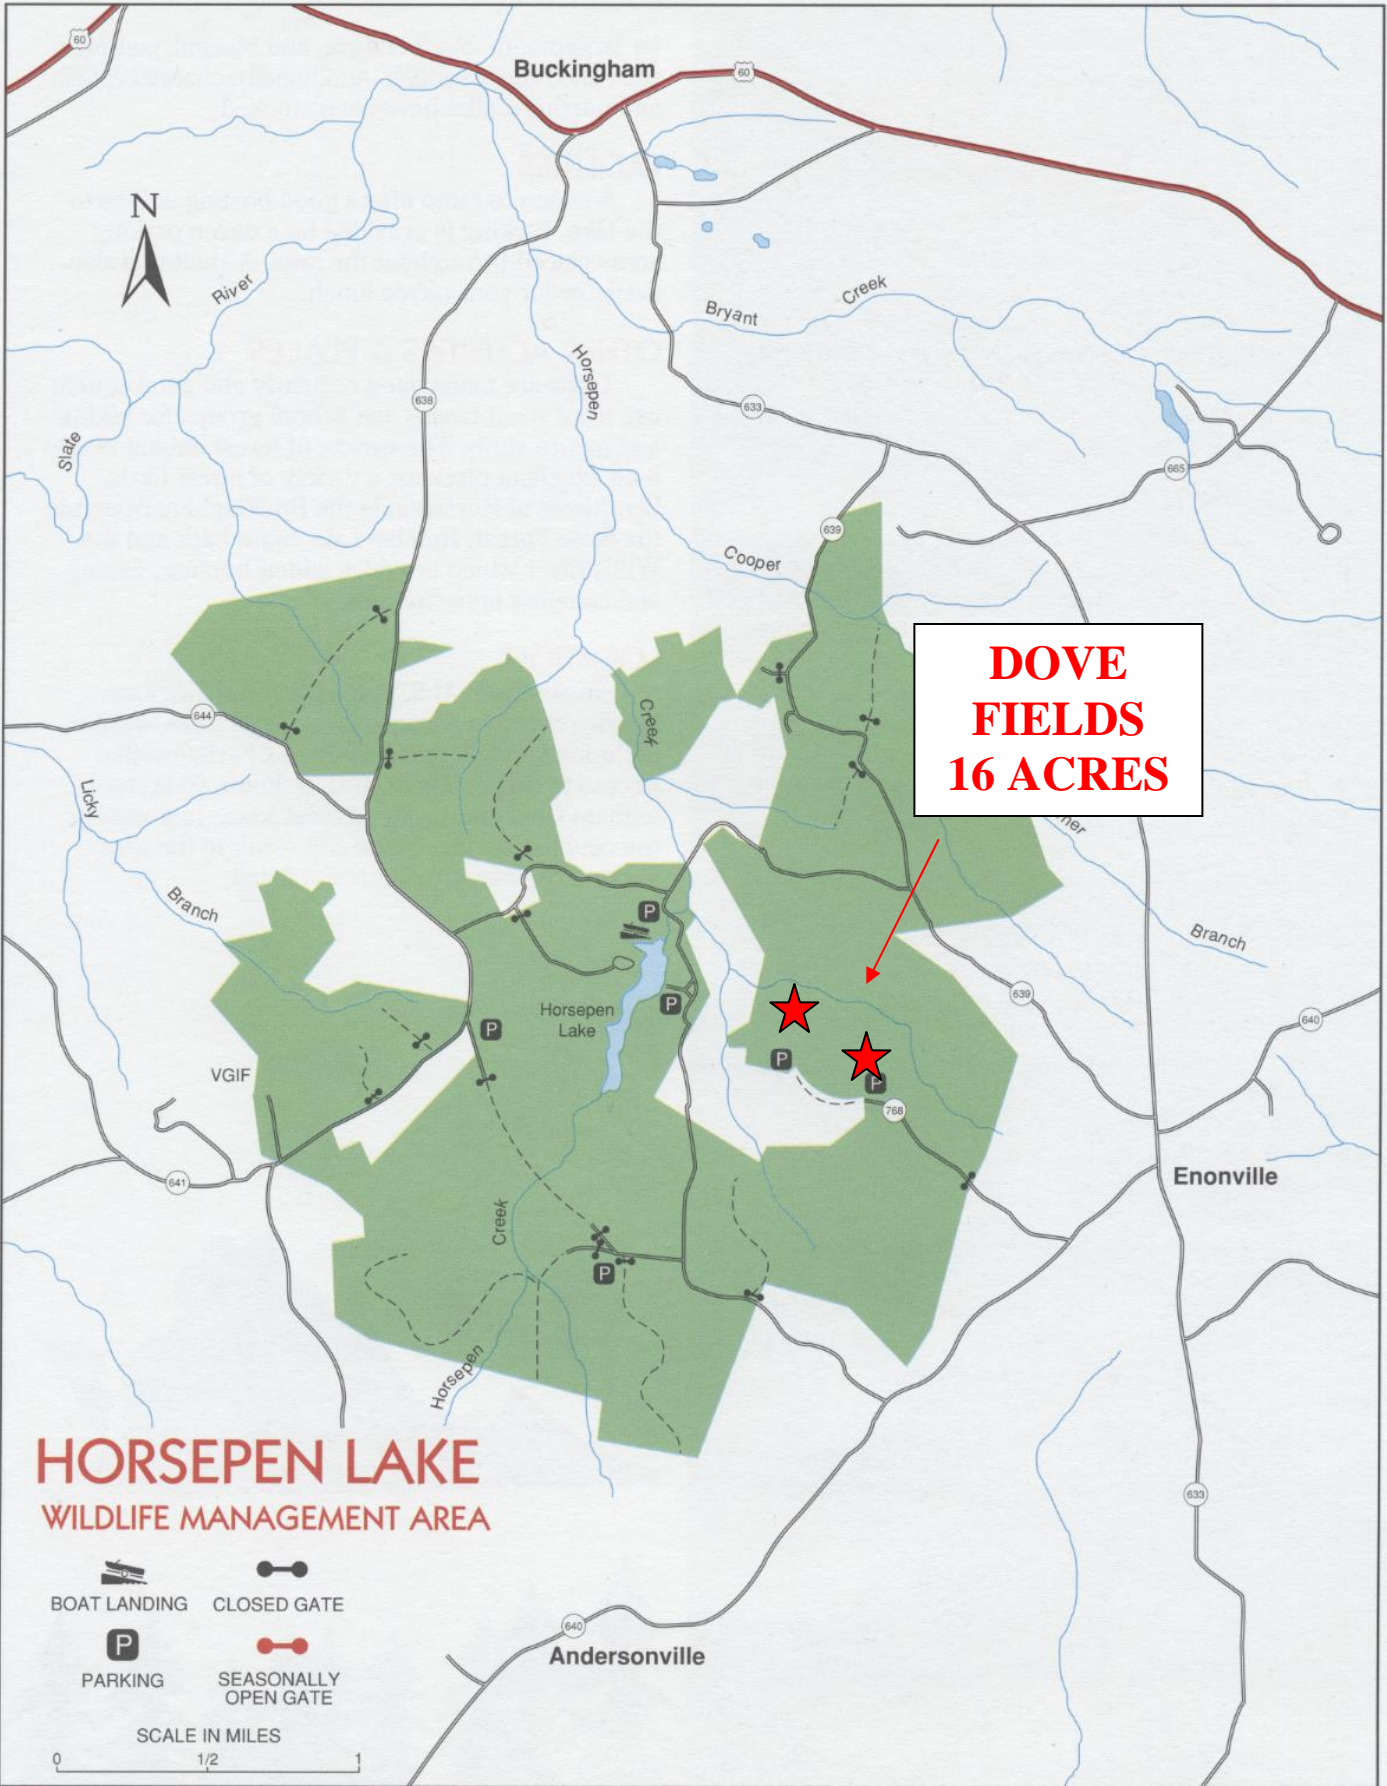 60
Buckingham
60
N
River
Bryant
Creek
Horsepen
638
633
Slate
665
639
Cooper
DOVE
FIELDS
16 ACRES
Creek
644
Licky
Branch
Branch
P
639
Horsepen
Lake
P
P
640
VGIF
P
P
768
641
Enonville
Creek
P
Horsepen
HORSEPEN LAKE
WILDLIFE MANAGEMENT AREA
633
BOAT LANDING
CLOSED GATE
P
PARKING
SEASONALLY
OPEN GATE
640
Andersonville
SCALE IN MILES
0 1/2 1